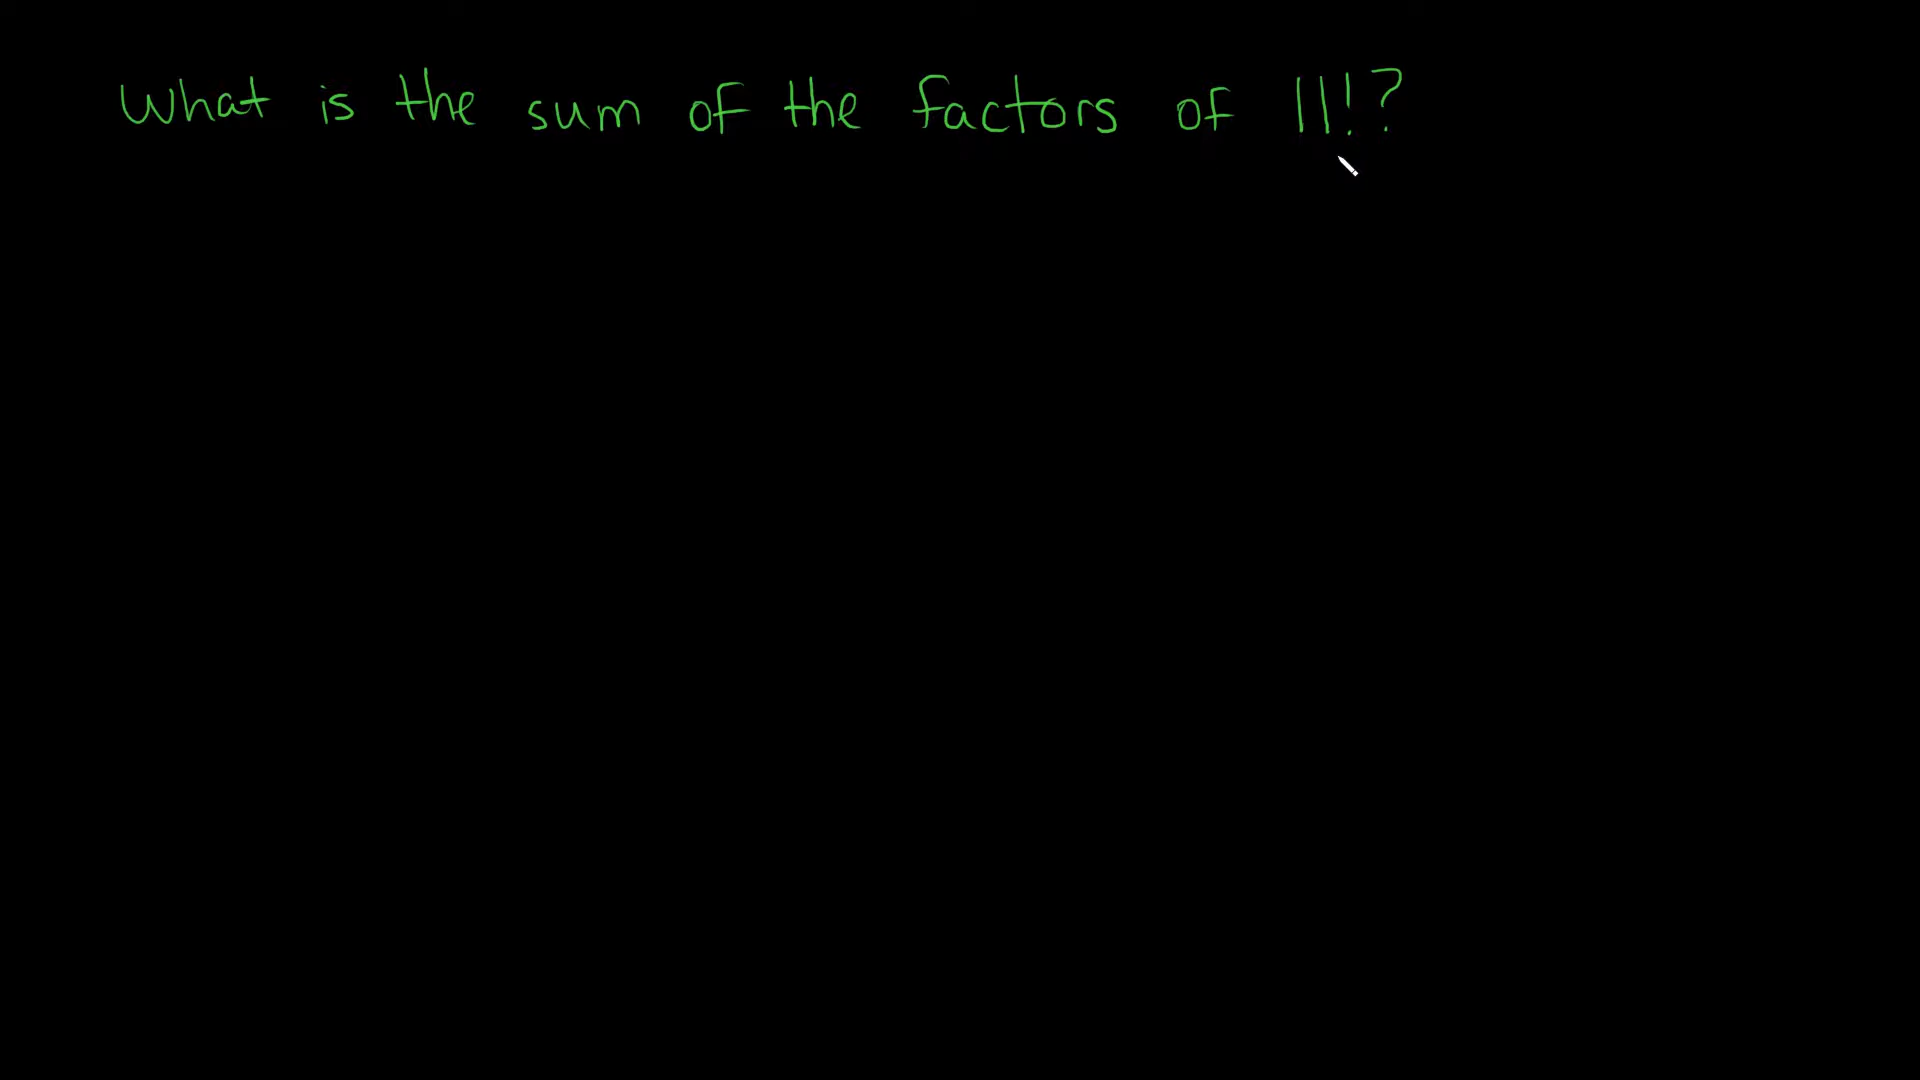 What is the sum of the factors of 11!?